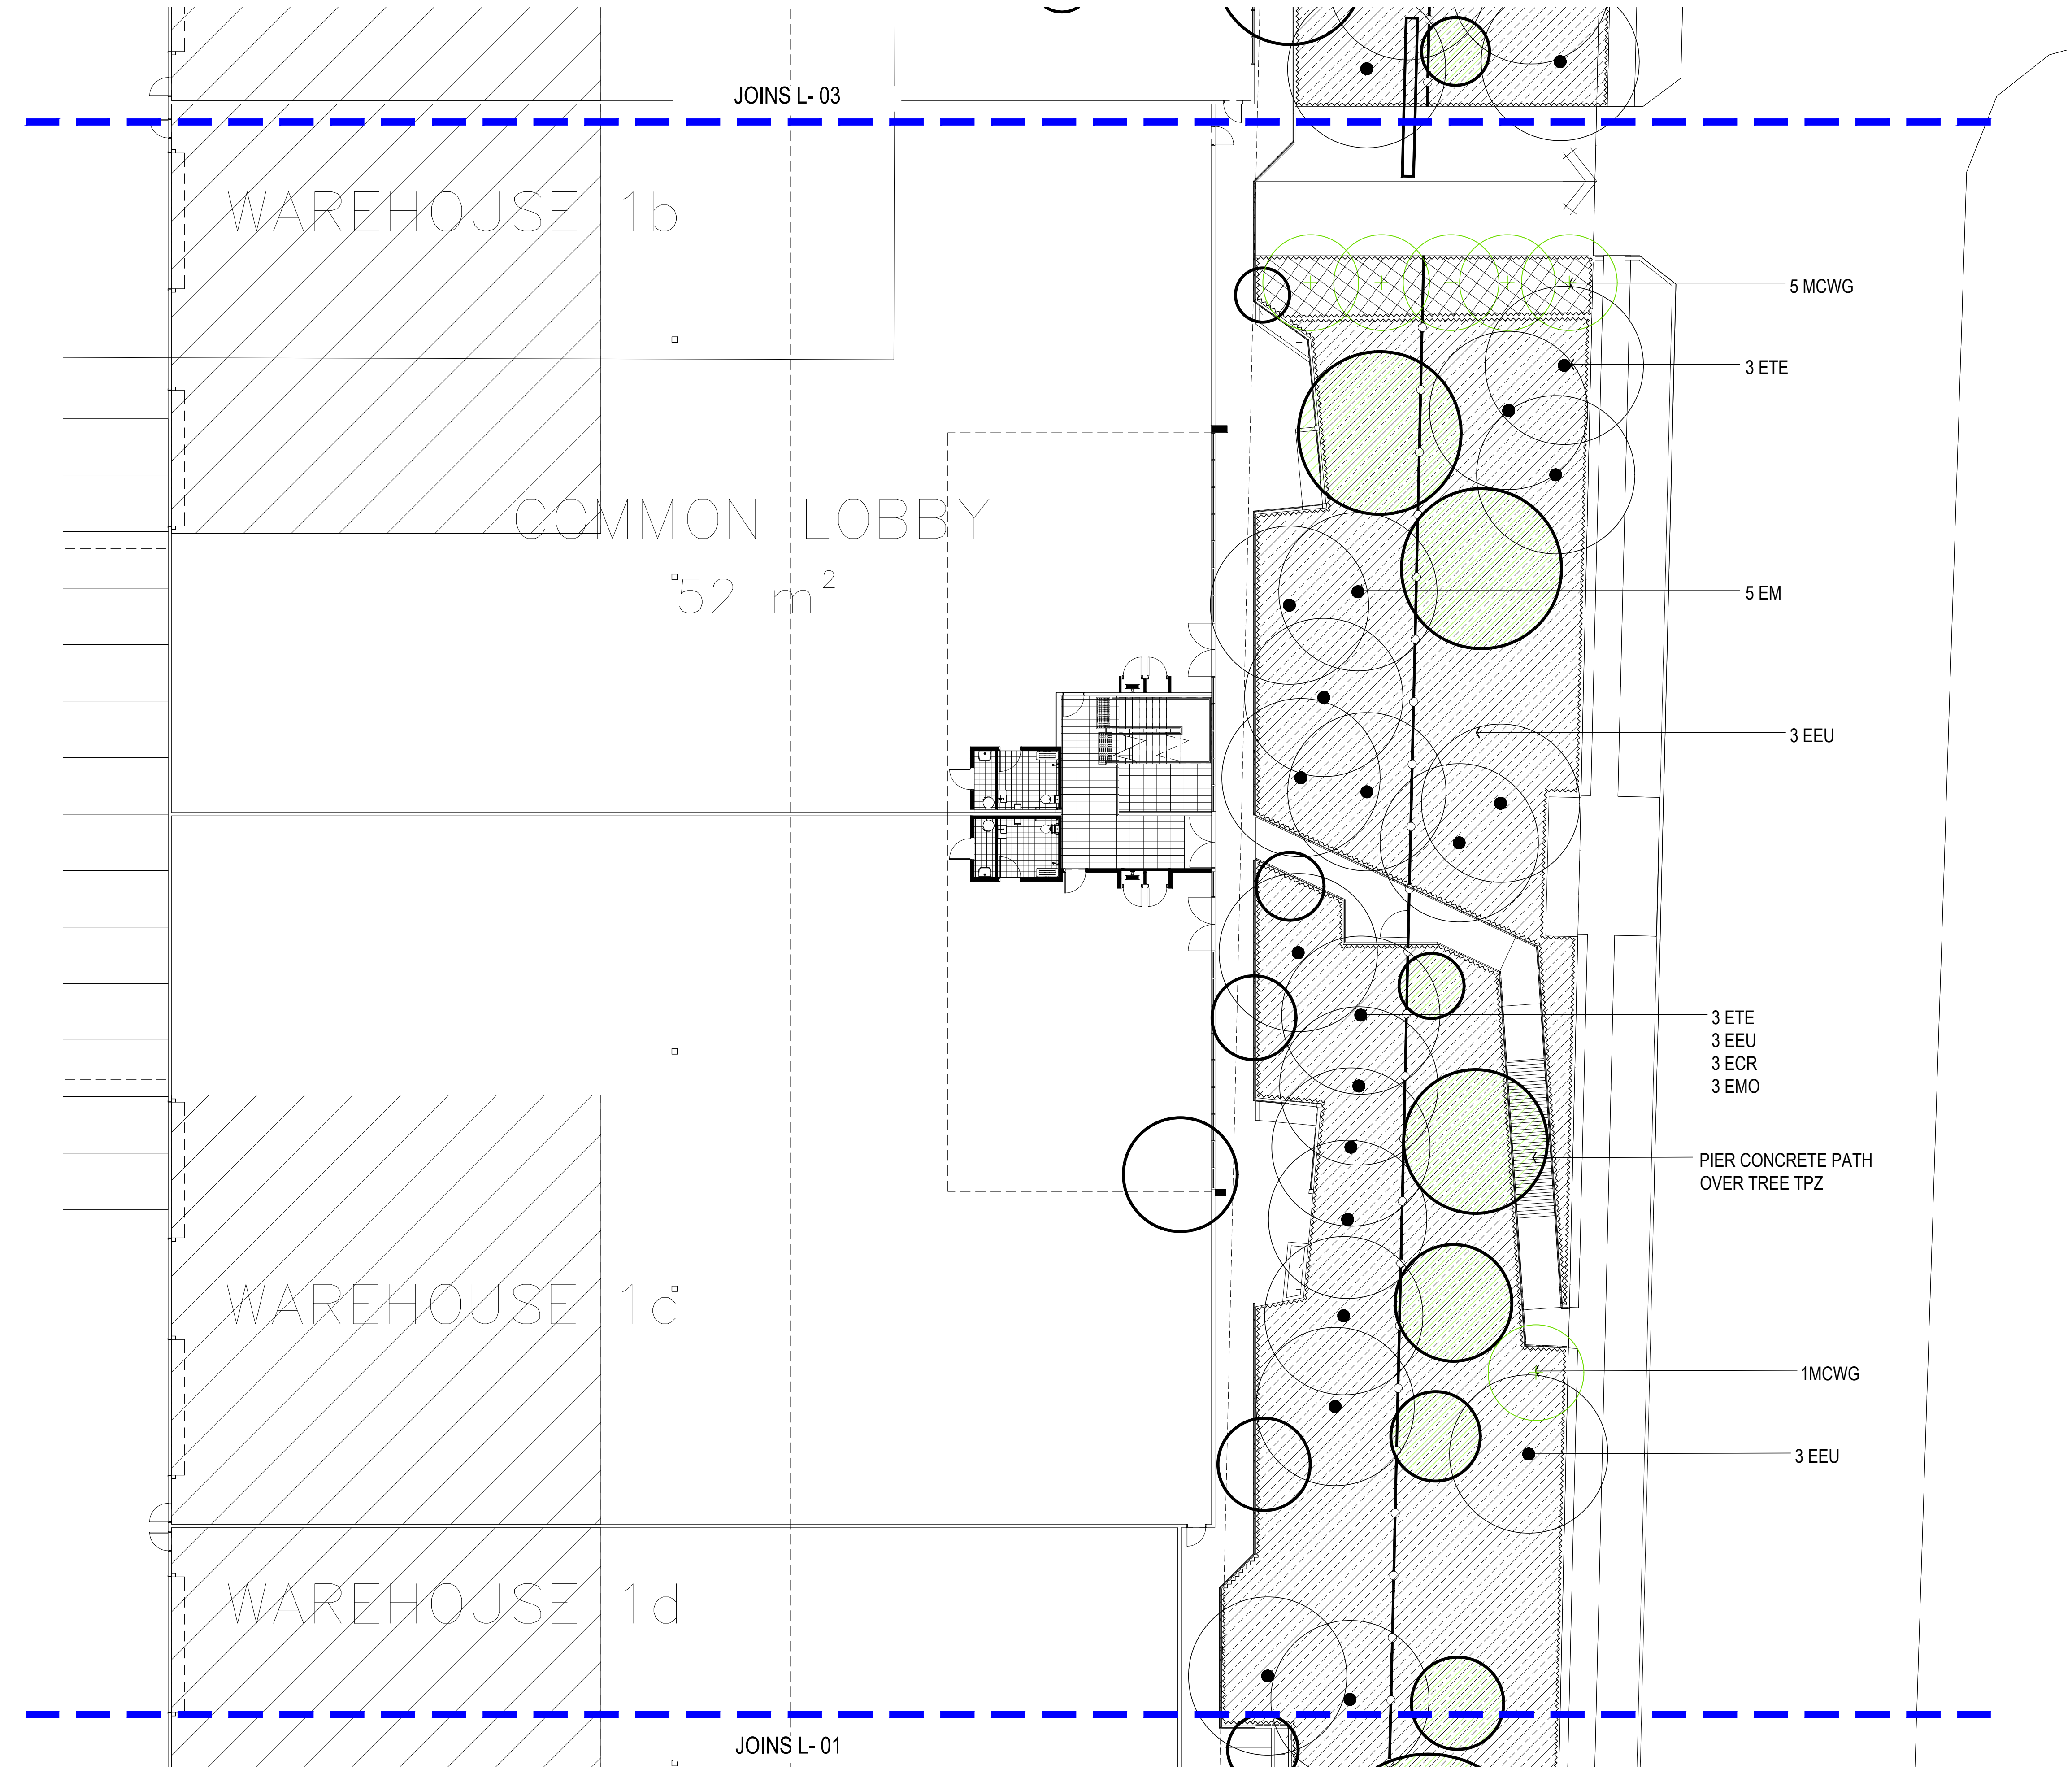 JOINS L- 03
WAREHOUSE 1b
5 MCWG
3 ETE
COMMON LOBBY
52 m²
5 EM
3 EEU
3 ETE
3 EEU
3 ECR
3 EMO
PIER CONCRETE PATH
OVER TREE TPZ
WAREHOUSE 1c
1MCWG
3 EEU
WAREHOUSE 1d
JOINS L- 01